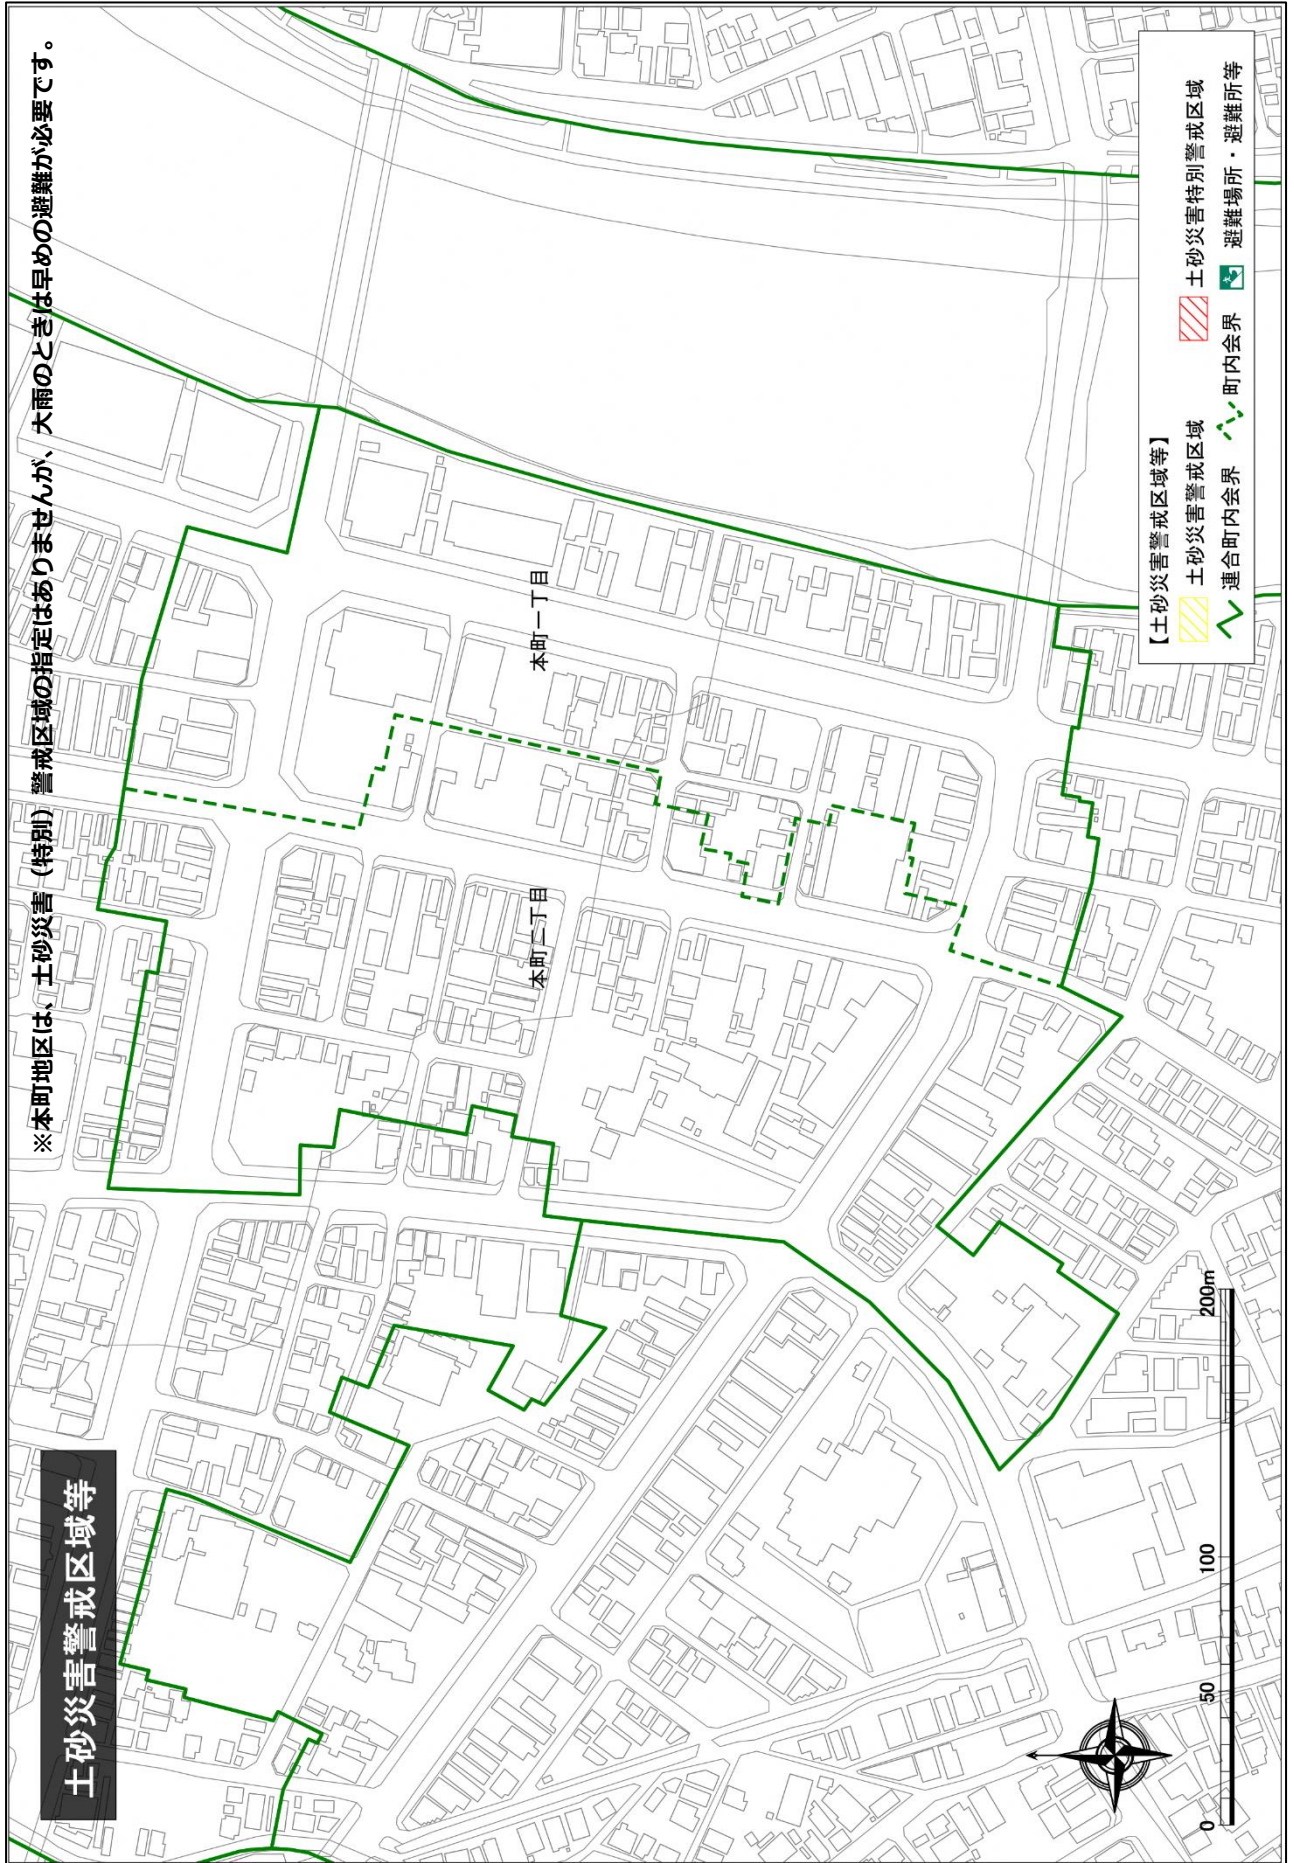 土砂災害警戒区域等
※本町地区は、土砂災害（特別）警戒区域の指定はありませんが、大雨のときは早めの避難が必要です。
本町二丁目
本町一丁目
【土砂災害警戒区域等】
土砂災害警戒区域
土砂災害特別警戒区域
連合町内会界
町内会界
避難場所・避難所等
0
50
100
200m